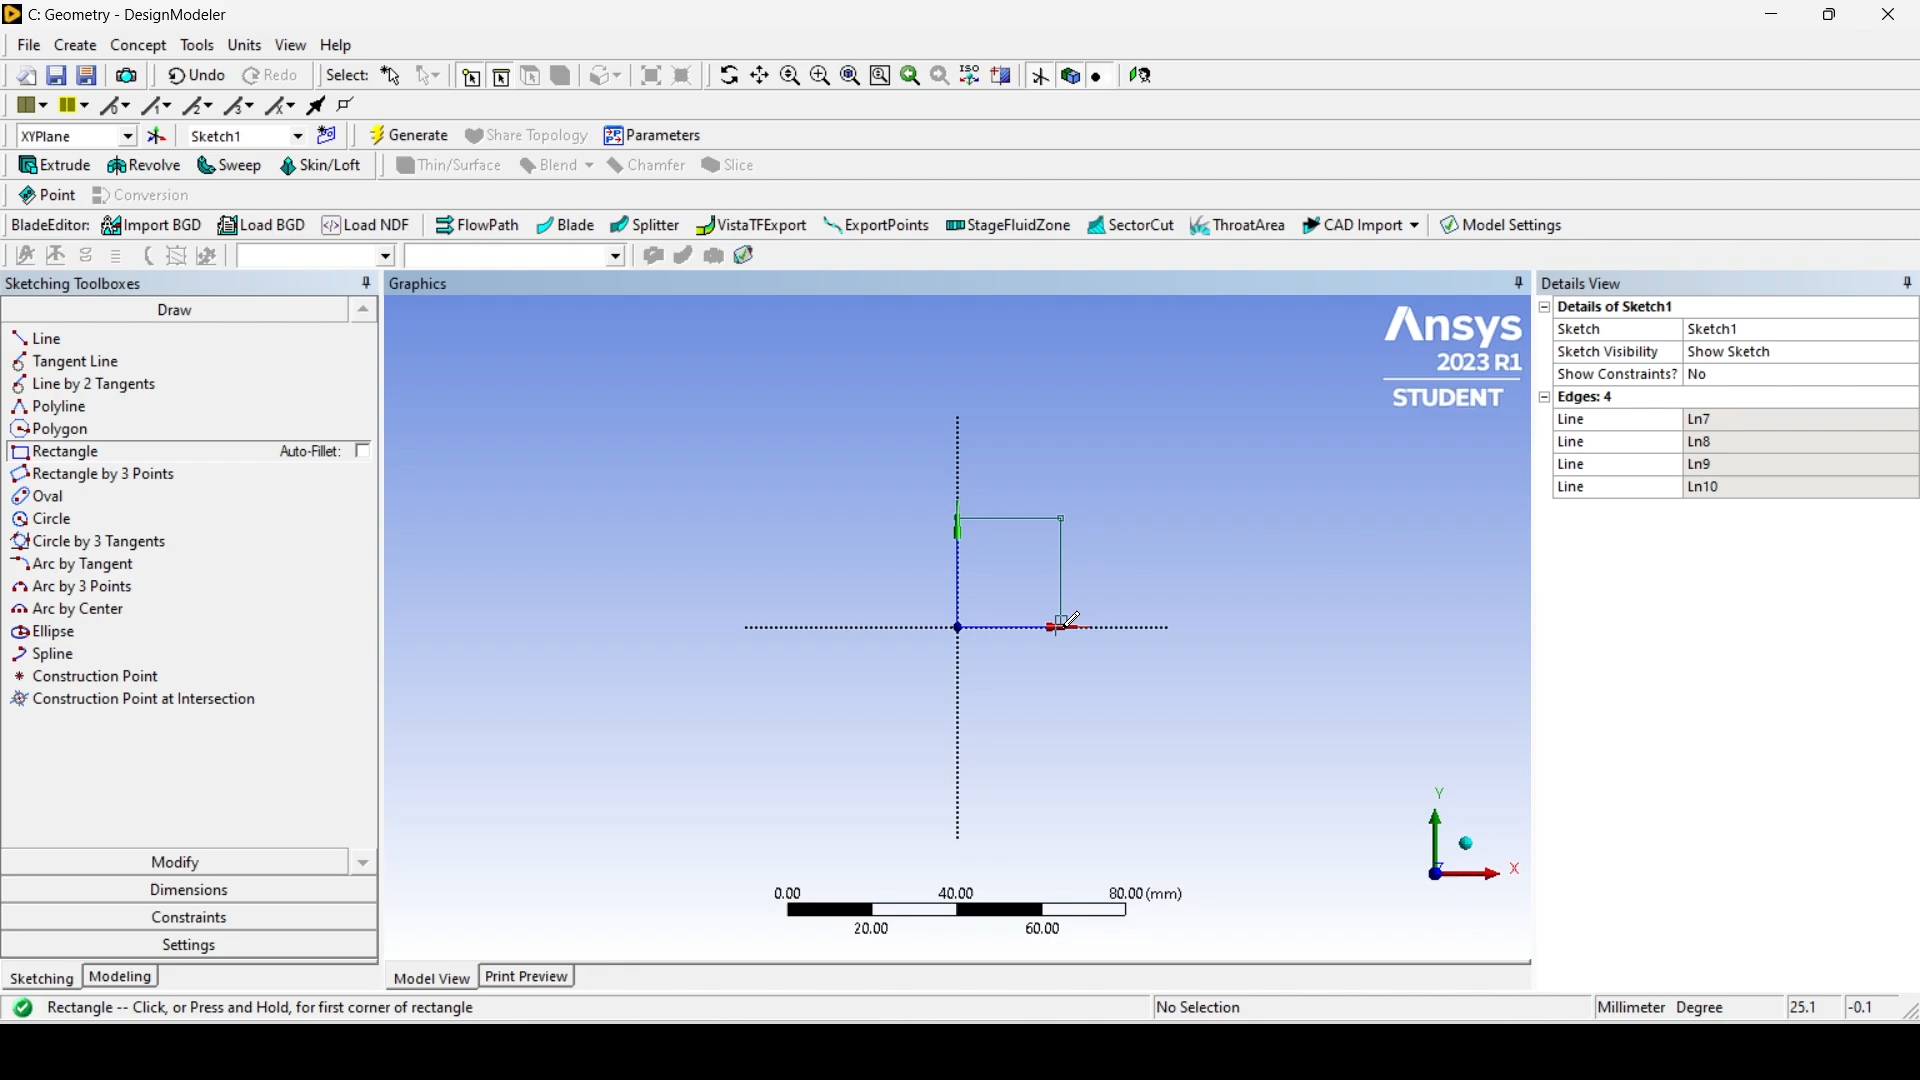 C: Geometry - DesignModeler
File Create Concept Tools Units View Help
Undo Redo Select: ISO
XYPlane Sketch1 Generate Share Topology Parameters
Extrude Revolve Sweep Skin/Loft Thin/Surface Blend Chamfer Slice
Point Conversion
BladeEditor: Import BGD Load BGD Load NDF FlowPath Blade Splitter VistaTFExport ExportPoints StageFluidZone SectorCut ThroatArea CAD Import Model Settings
Sketching Toolboxes
Draw
Line
Tangent Line
Line by 2 Tangents
Polyline
Polygon
Rectangle Auto-Fillet:
Rectangle by 3 Points
Oval
Circle
Circle by 3 Tangents
Arc by Tangent
Arc by 3 Points
Arc by Center
Ellipse
Spline
Construction Point
Construction Point at Intersection
Modify
Dimensions
Constraints
Settings
Sketching Modeling
Graphics
Ansys
2023 R1
STUDENT
Y
X
0.00 40.00 80.00 (mm)
20.00 60.00
Model View Print Preview
Details View
Details of Sketch1
Sketch Sketch1
Sketch Visibility Show Sketch
Show Constraints? No
Edges: 4
Line Ln7
Line Ln8
Line Ln9
Line Ln10
Rectangle -- Click, or Press and Hold, for first corner of rectangle No Selection Millimeter Degree 25.1 -0.1